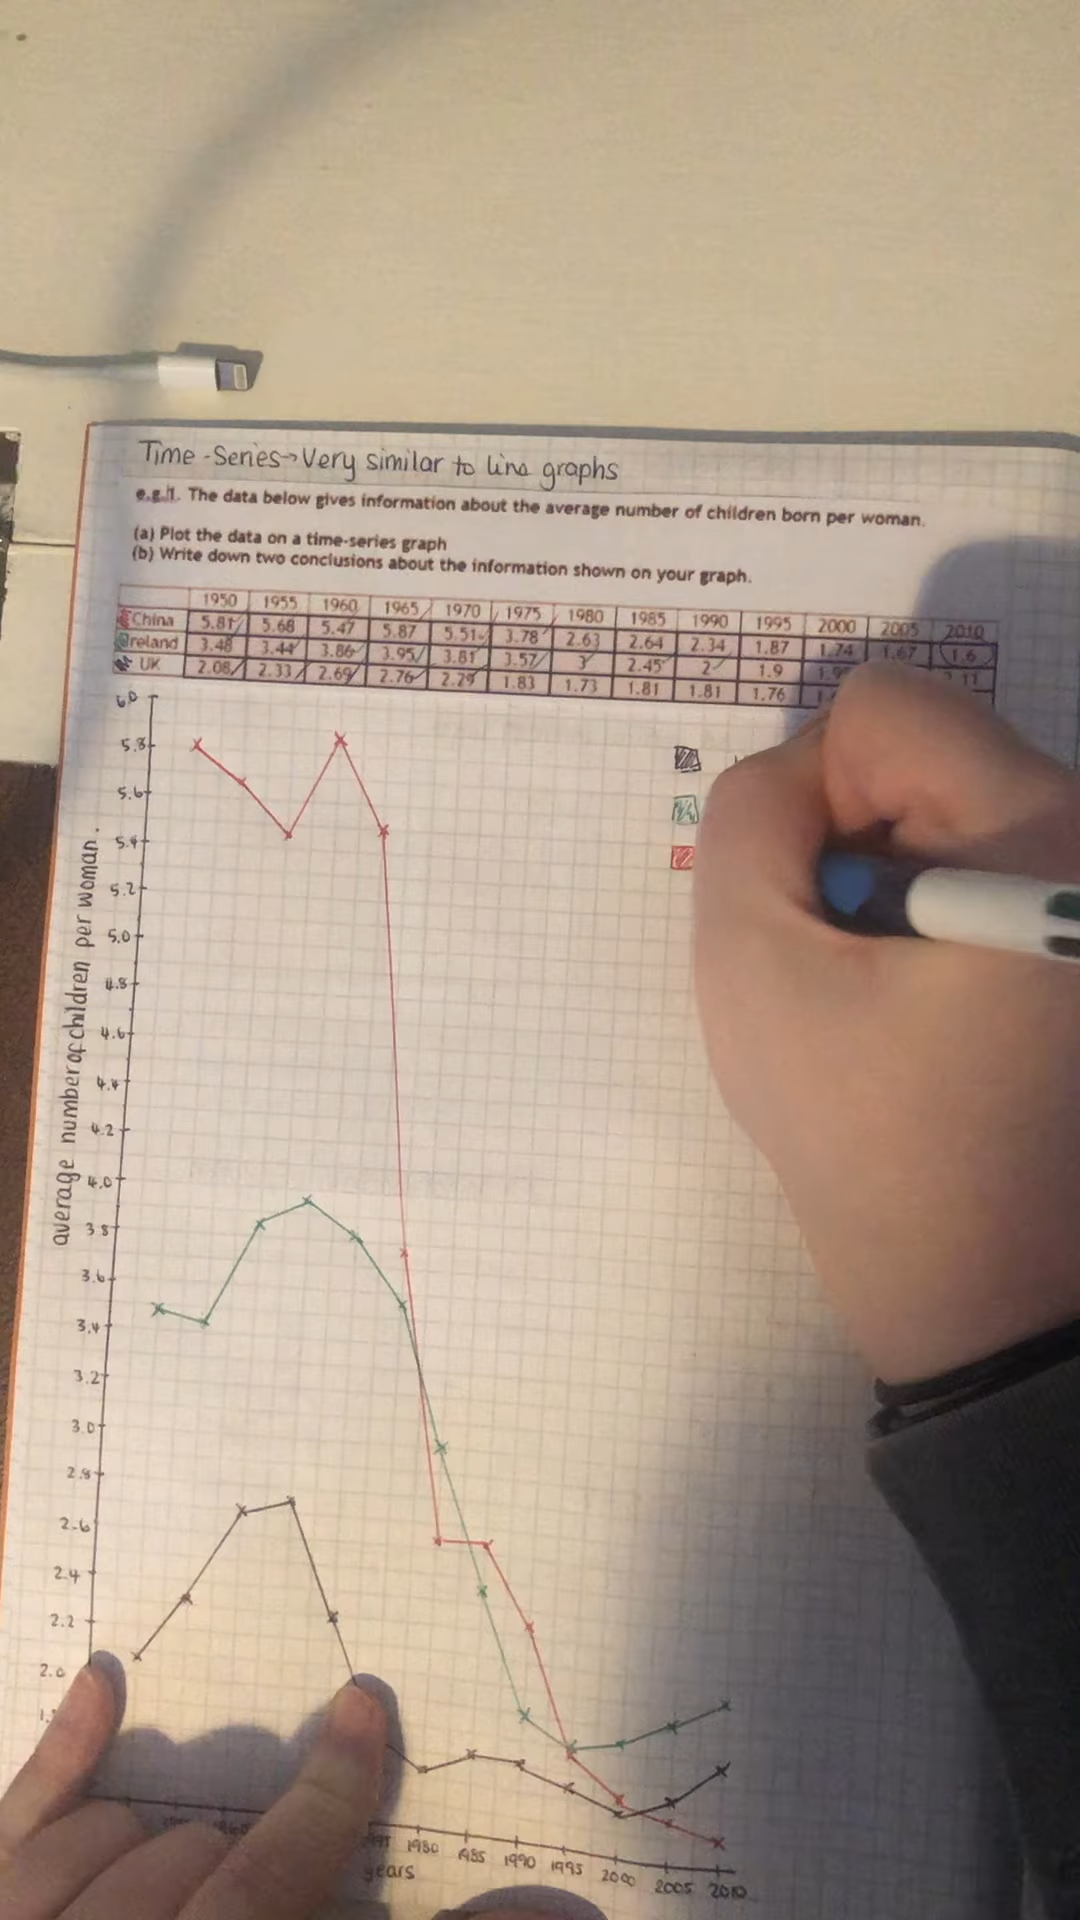 Time-Series→Very similar to line graphs
e.g.1. The data below gives information about the average number of children born per woman.
(a) Plot the data on a time-series graph
(b) Write down two conclusions about the information shown on your graph.
1950 1955 1960 1965 1970 1975 1980 1985 1990 1995 2000 2005 2010
China 5.81 5.68 5.47 5.87 5.51 3.78 2.63 2.64 2.34 1.87 1.74 1.67 1.6
Ireland 3.48 3.44 3.86 3.95 3.81 3.57 3 2.45 2 1.9
UK 2.08 2.33 2.69 2.76 2.29 1.83 1.73 1.81 1.81 1.76
6.0
5.8
5.6
5.4
5.2
5.0
4.8
4.6
4.4
4.2
4.0
3.8
3.6
3.4
3.2
3.0
2.8
2.6
2.4
2.2
2.0
average number of children per woman.
1980 1985 1990 1995 2000 2005 2010
years